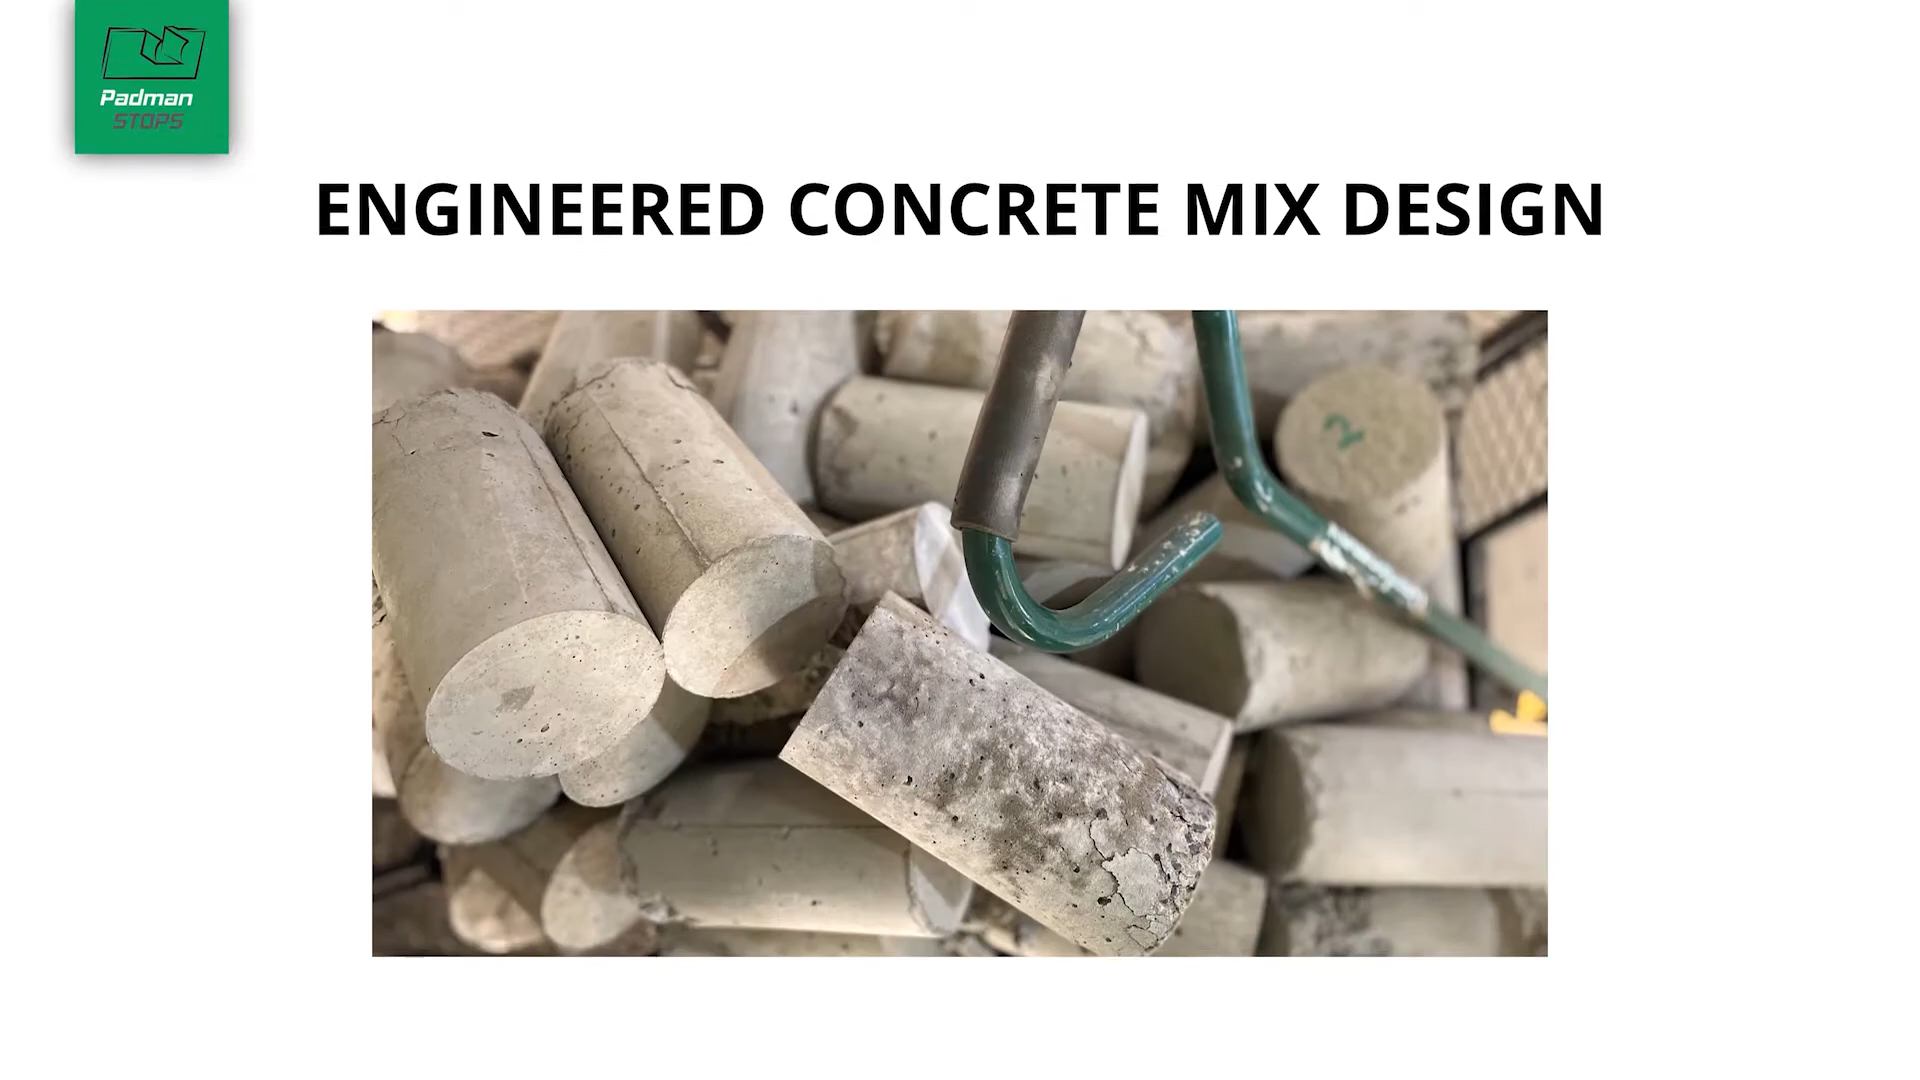 Padman
STOPS
ENGINEERED CONCRETE MIX DESIGN
2